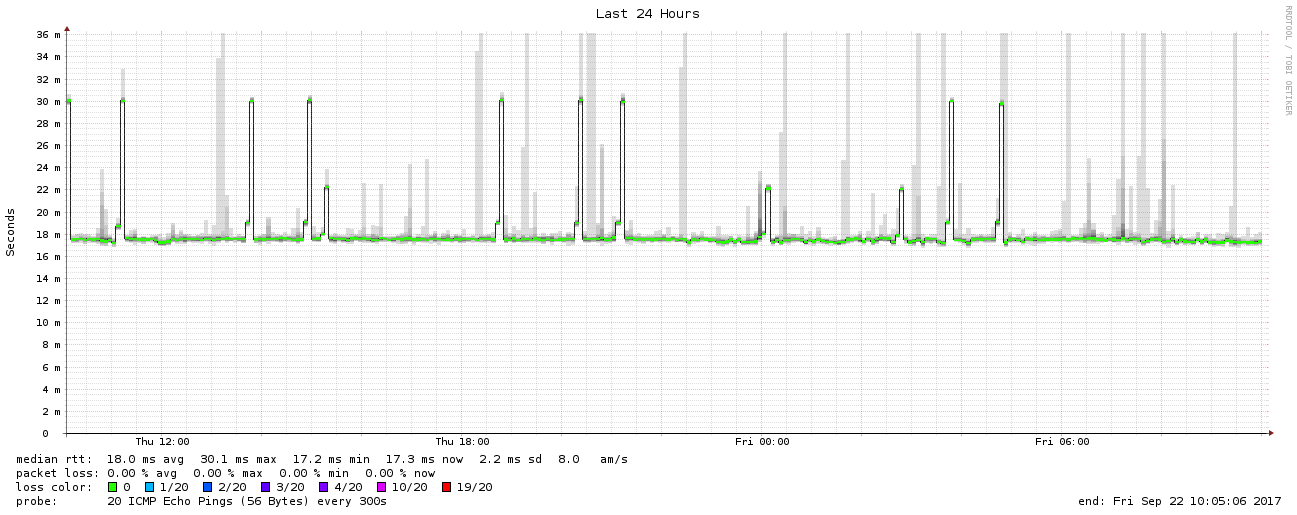 Last 24 Hours
RRDTOOL / TOBI OETIKER
Seconds
36 m
34 m
32 m
30 m
28 m
26 m
24 m
22 m
20 m
18 m
16 m
14 m
12 m
10 m
8 m
6 m
4 m
2 m
0
Thu 12:00 Thu 18:00 Fri 00:00 Fri 06:00
median rtt: 18.0 ms avg 30.1 ms max 17.2 ms min 17.3 ms now 2.2 ms sd 8.0 am/s
packet loss: 0.00 % avg 0.00 % max 0.00 % min 0.00 % now
loss color: 0 1/20 2/20 3/20 4/20 10/20 19/20
probe: 20 ICMP Echo Pings (56 Bytes) every 300s end: Fri Sep 22 10:05:06 2017